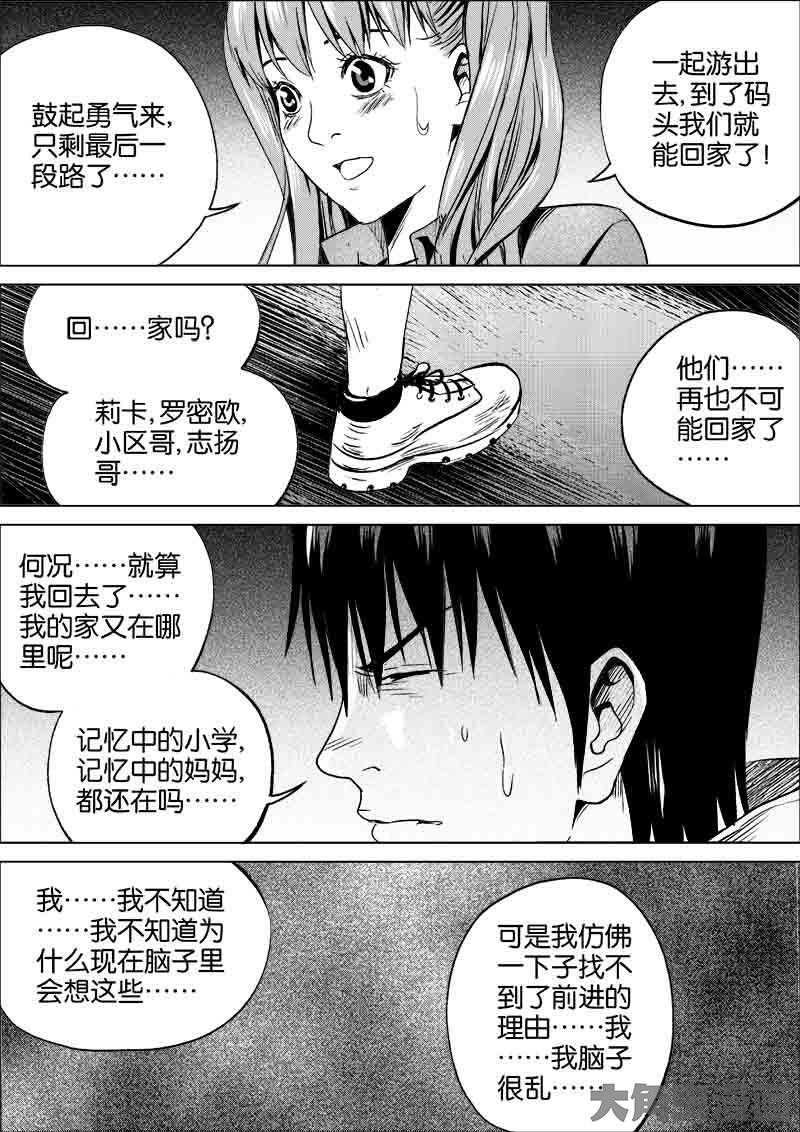 鼓起勇气来,
只剩最后一
段路了……
一起游出
去,到了码
头我们就
能回家了!
回……家吗?
莉卡,罗密欧,
小区哥,志扬
哥……
他们……
再也不可
能回家了
……
何况……就算
我回去了……
我的家又在哪
里呢……
记忆中的小学,
记忆中的妈妈,
都还在吗……
我……我不知道
……我不知道为
什么现在脑子里
会想这些……
可是我仿佛
一下子找不
到了前进的
理由……我
……我脑子
很乱……